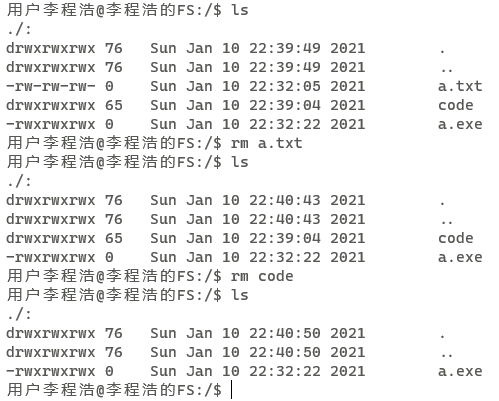 用户李程浩@李程浩的FS:/$ ls
./:
drwxrwxrwx 76   Sun Jan 10 22:39:49 2021        .
drwxrwxrwx 76   Sun Jan 10 22:39:49 2021        ..
-rw-rw-rw- 0    Sun Jan 10 22:32:05 2021        a.txt
drwxrwxrwx 65   Sun Jan 10 22:39:04 2021        code
-rwxrwxrwx 0    Sun Jan 10 22:32:22 2021        a.exe
用户李程浩@李程浩的FS:/$ rm a.txt
用户李程浩@李程浩的FS:/$ ls
./:
drwxrwxrwx 76   Sun Jan 10 22:40:43 2021        .
drwxrwxrwx 76   Sun Jan 10 22:40:43 2021        ..
drwxrwxrwx 65   Sun Jan 10 22:39:04 2021        code
-rwxrwxrwx 0    Sun Jan 10 22:32:22 2021        a.exe
用户李程浩@李程浩的FS:/$ rm code
用户李程浩@李程浩的FS:/$ ls
./:
drwxrwxrwx 76   Sun Jan 10 22:40:50 2021        .
drwxrwxrwx 76   Sun Jan 10 22:40:50 2021        ..
-rwxrwxrwx 0    Sun Jan 10 22:32:22 2021        a.exe
用户李程浩@李程浩的FS:/$